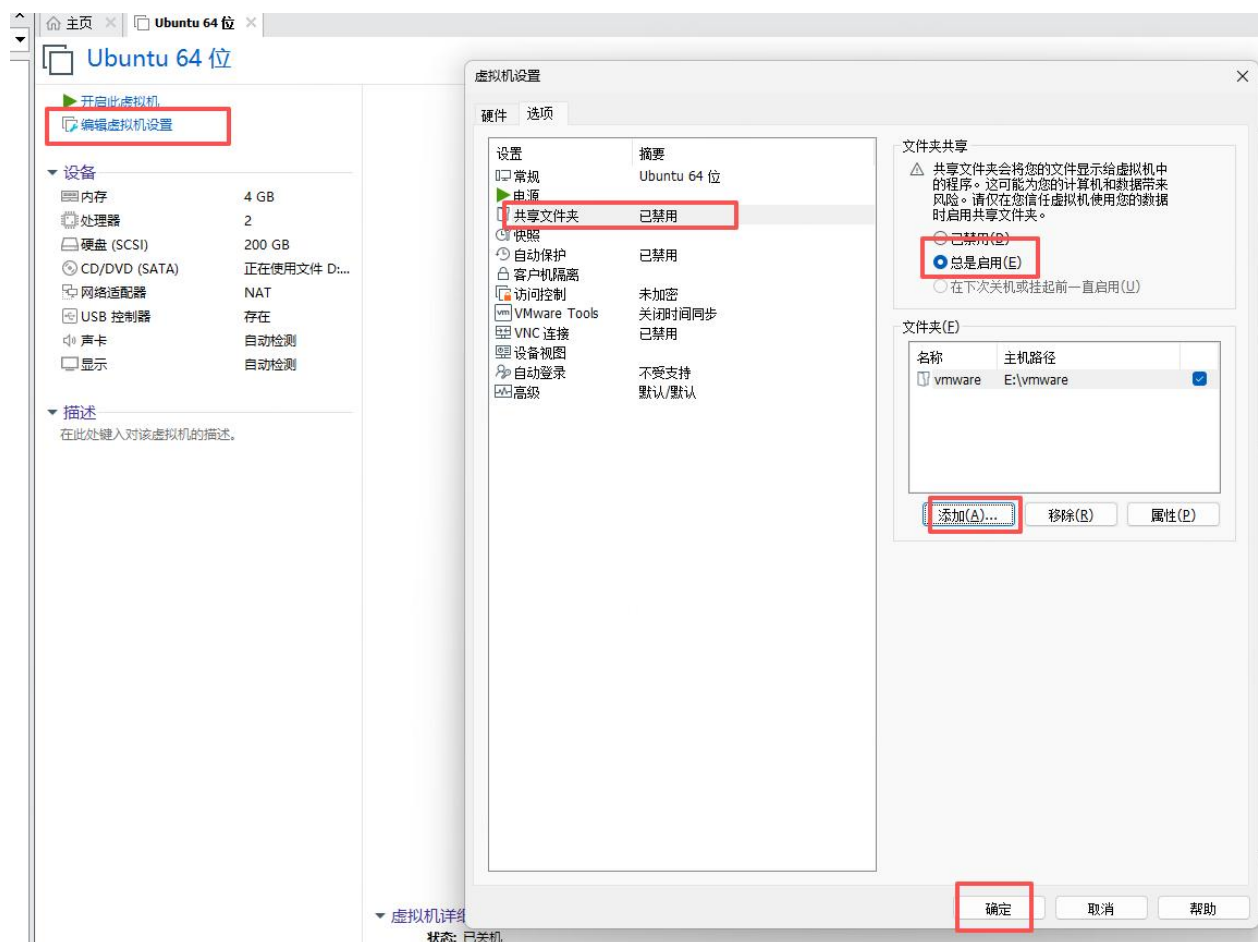 主页 Ubuntu 64 位
Ubuntu 64 位
开启此虚拟机
编辑虚拟机设置
设备
内存 4 GB
处理器 2
硬盘 (SCSI) 200 GB
CD/DVD (SATA) 正在使用文件 D:...
网络适配器 NAT
USB 控制器 存在
声卡 自动检测
显示 自动检测
描述
在此处键入对该虚拟机的描述。
虚拟机详细
状态: 已关机
虚拟机设置
硬件 选项
设置 摘要
常规 Ubuntu 64 位
电源
共享文件夹 已禁用
快照
自动保护 已禁用
客户机隔离
访问控制 未加密
vm VMware Tools 关闭时间同步
VNC 连接 已禁用
设备视图
自动登录 不受支持
高级 默认/默认
文件夹共享
共享文件夹会将您的文件显示给虚拟机中
的程序。这可能为您的计算机和数据带来
风险。请仅在您信任虚拟机使用您的数据
时启用共享文件夹。
已禁用(D)
总是启用(E)
在下次关机或挂起前一直启用(U)
文件夹(F)
名称 主机路径
vmware E:\vmware
添加(A)... 移除(R) 属性(P)
确定 取消 帮助